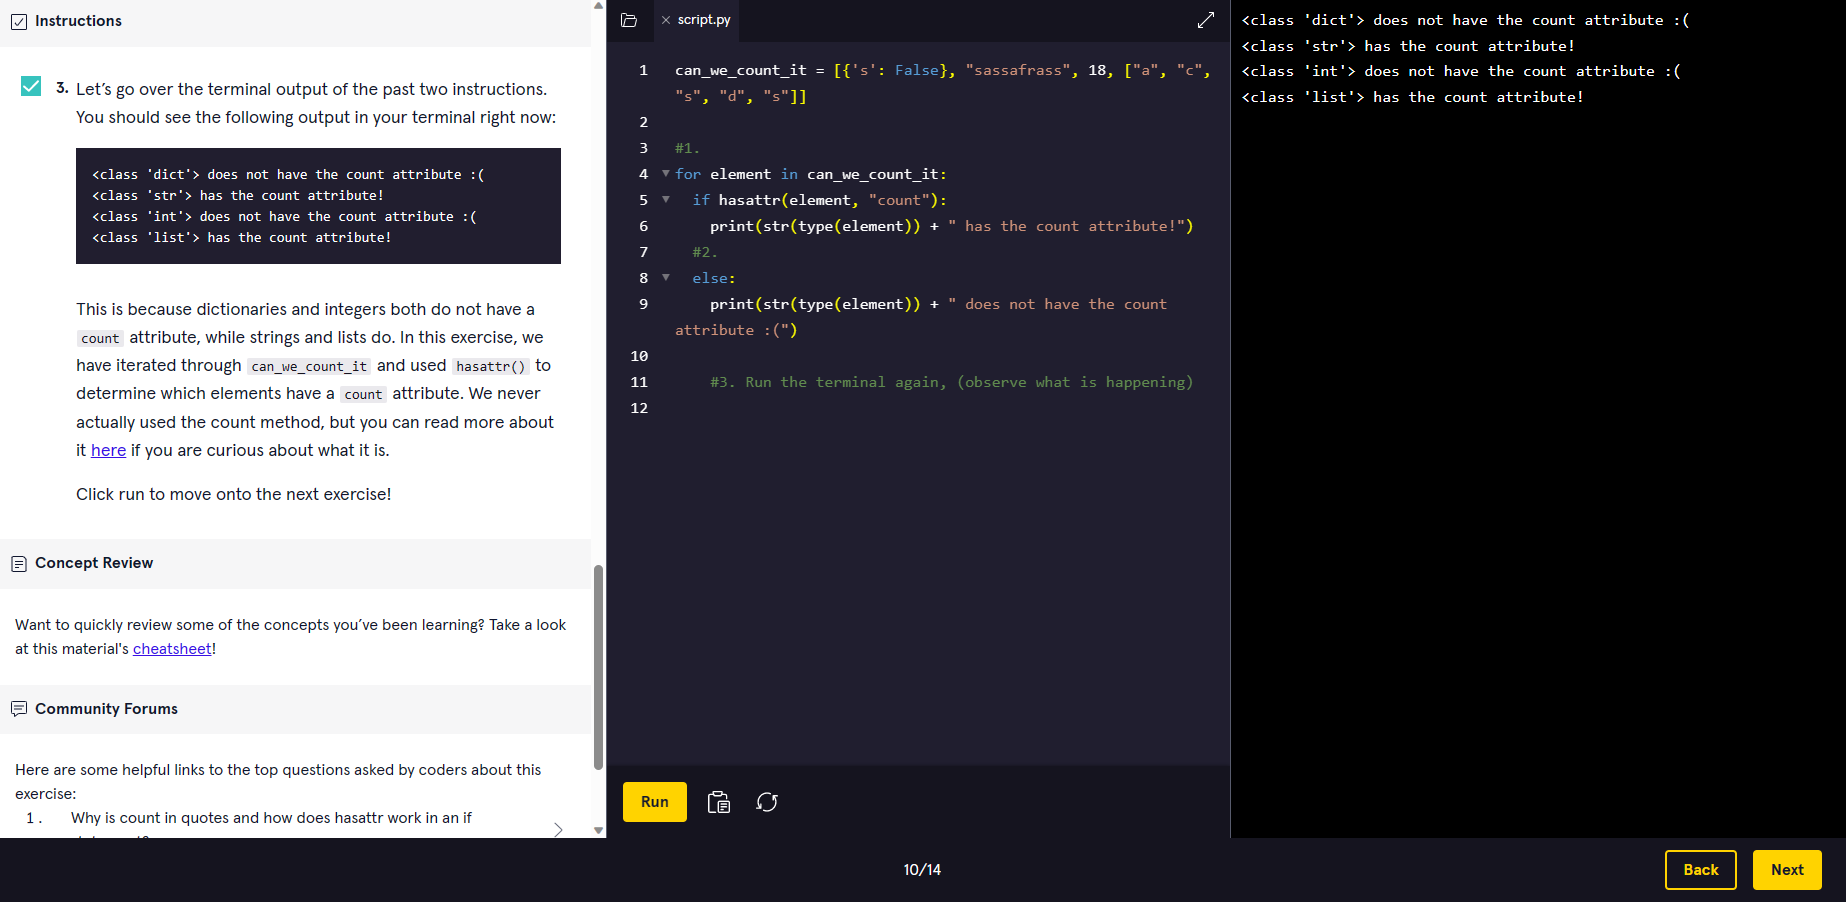 Instructions
3. Let's go over the terminal output of the past two instructions.
You should see the following output in your terminal right now:
<class 'dict'> does not have the count attribute :(
<class 'str'> has the count attribute!
<class 'int'> does not have the count attribute :(
<class 'list'> has the count attribute!
This is because dictionaries and integers both do not have a
count attribute, while strings and lists do. In this exercise, we
have iterated through can_we_count_it and used hasattr() to
determine which elements have a count attribute. We never
actually used the count method, but you can read more about
it here if you are curious about what it is.
Click run to move onto the next exercise!
Concept Review
Want to quickly review some of the concepts you've been learning? Take a look
at this material's cheatsheet!
Community Forums
Here are some helpful links to the top questions asked by coders about this
exercise:
1. Why is count in quotes and how does hasattr work in an if
script.py
1 can_we_count_it = [{'s': False}, "sassafrass", 18, ["a", "c",
"s", "d", "s"]]
2
3 #1.
4 for element in can_we_count_it:
5 if hasattr(element, "count"):
6 print(str(type(element)) + " has the count attribute!")
7 #2.
8 else:
9 print(str(type(element)) + " does not have the count
attribute :(")
10
11 #3. Run the terminal again, (observe what is happening)
12
Run
<class 'dict'> does not have the count attribute :(
<class 'str'> has the count attribute!
<class 'int'> does not have the count attribute :(
<class 'list'> has the count attribute!
10/14
Back
Next